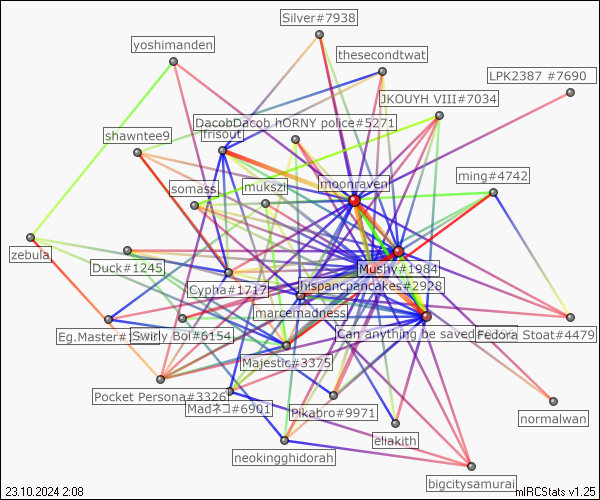 Silver#7938
yoshimanden
thesecondtwat
LPK2387 #7690
JKOUYH VIII#7034
DacobDacob hORNY police#5271
frisout
shawntee9
moonraven
ming#4742
somass
mukszi
zebula
Duck#1245
Mushy#1984
Cypha#1717
hispancpancakes#2928
marcemadness
Eg.Master#
Swirly Boi#6154
Can anything be saved
Fedora Stoat#4479
Majestic#3375
Pocket Persona#3326
Madネコ#6901
Pikabro#9971
normalwan
eliakith
neokingghidorah
bigcitysamurai
23.10.2024 2:08
mIRCStats v1.25